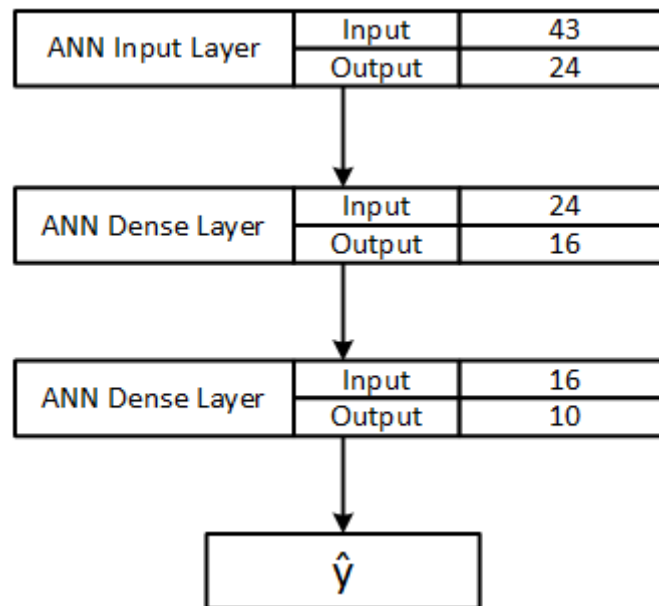 ANN Input Layer Input 43
Output 24
ANN Dense Layer Input 24
Output 16
ANN Dense Layer Input 16
Output 10
ŷ